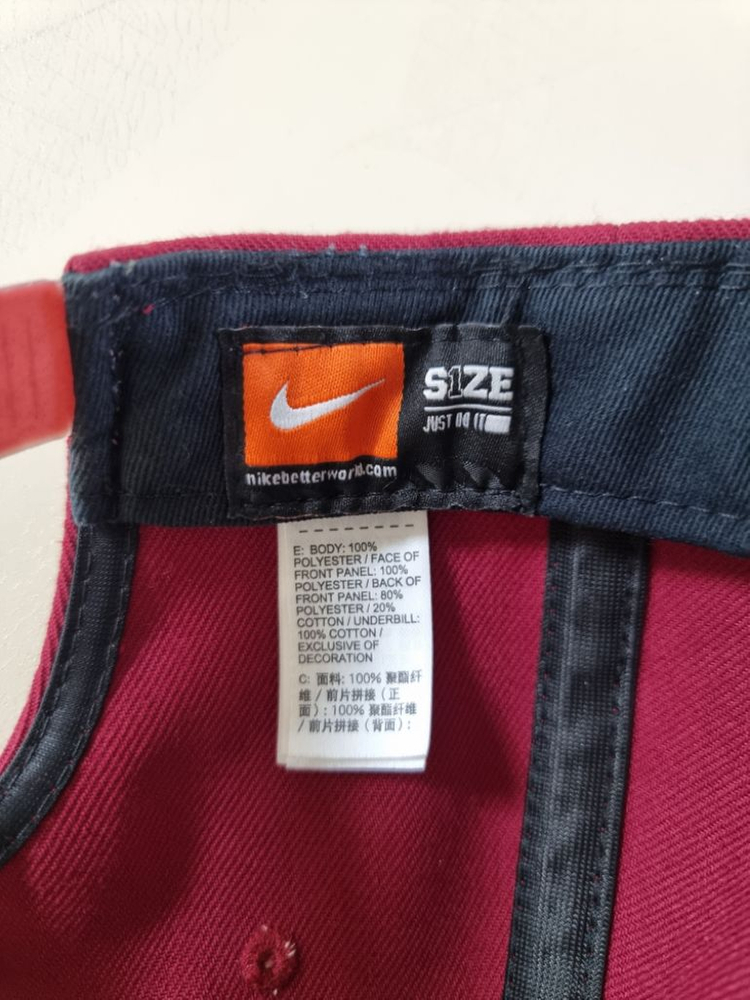 S1ZE
JUST DO IT
nikebetterworld.com
E: BODY: 100%
POLYESTER / FACE OF
FRONT PANEL: 100%
POLYESTER / BACK OF
FRONT PANEL: 80%
POLYESTER / 20%
COTTON / UNDERBILL:
100% COTTON /
EXCLUSIVE OF
DECORATION
C: 面料: 100% 聚酯纤
维 / 前片拼接（正
面）: 100% 聚酯纤维
/ 前片拼接（背面）: